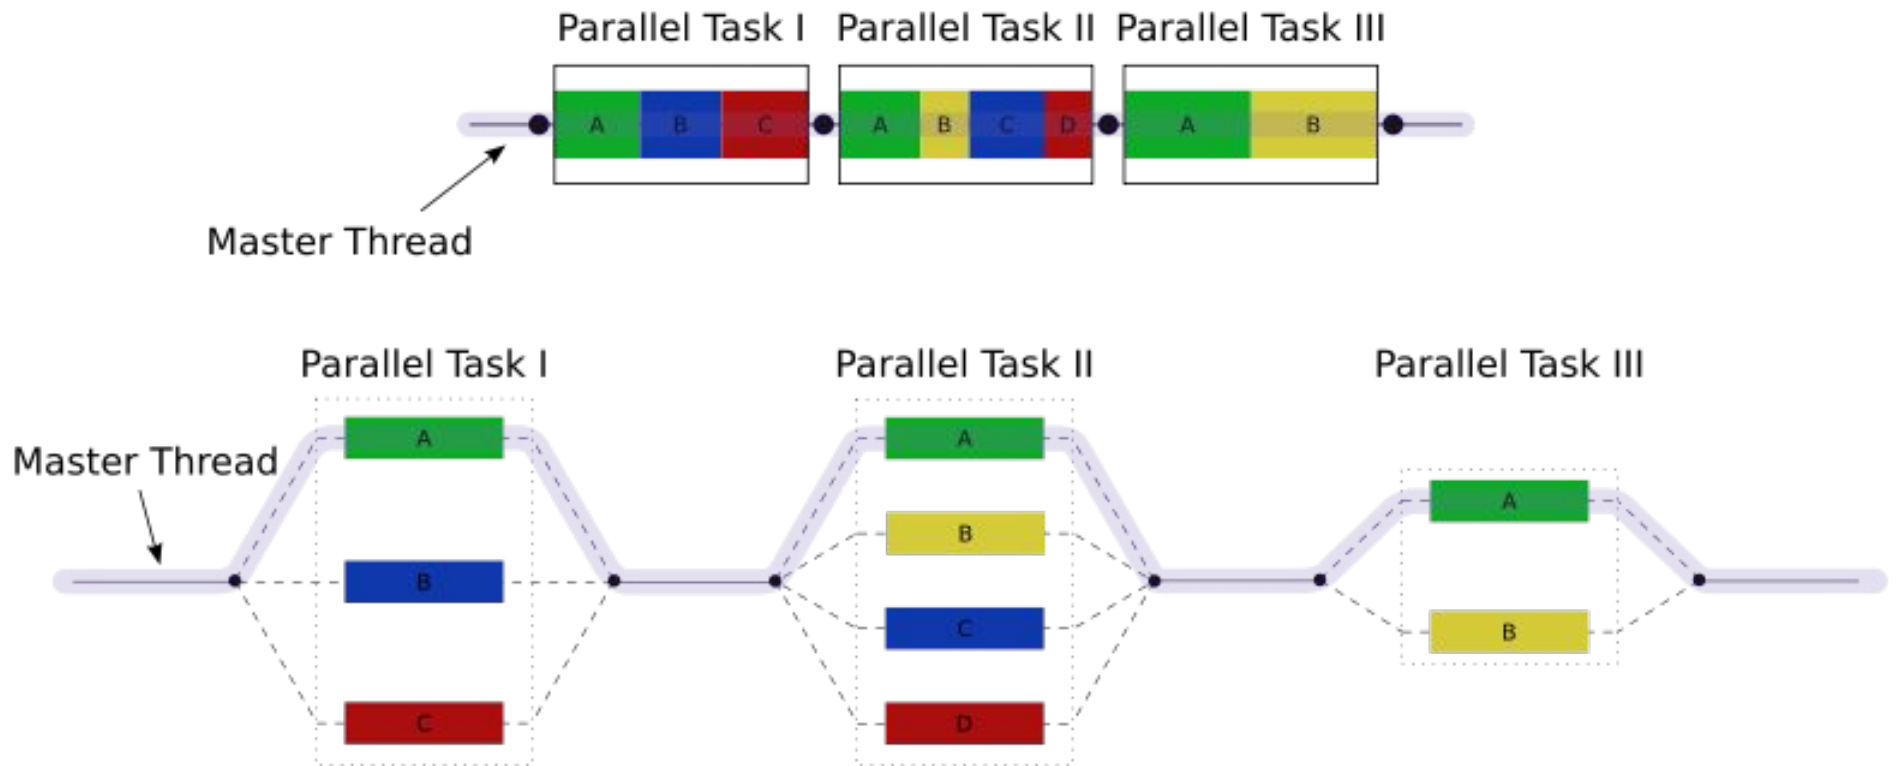 Parallel Task I Parallel Task II Parallel Task III
A B C A B C D A B
Master Thread
Parallel Task I Parallel Task II Parallel Task III
A A
Master Thread
A
B
B
C
B
C D